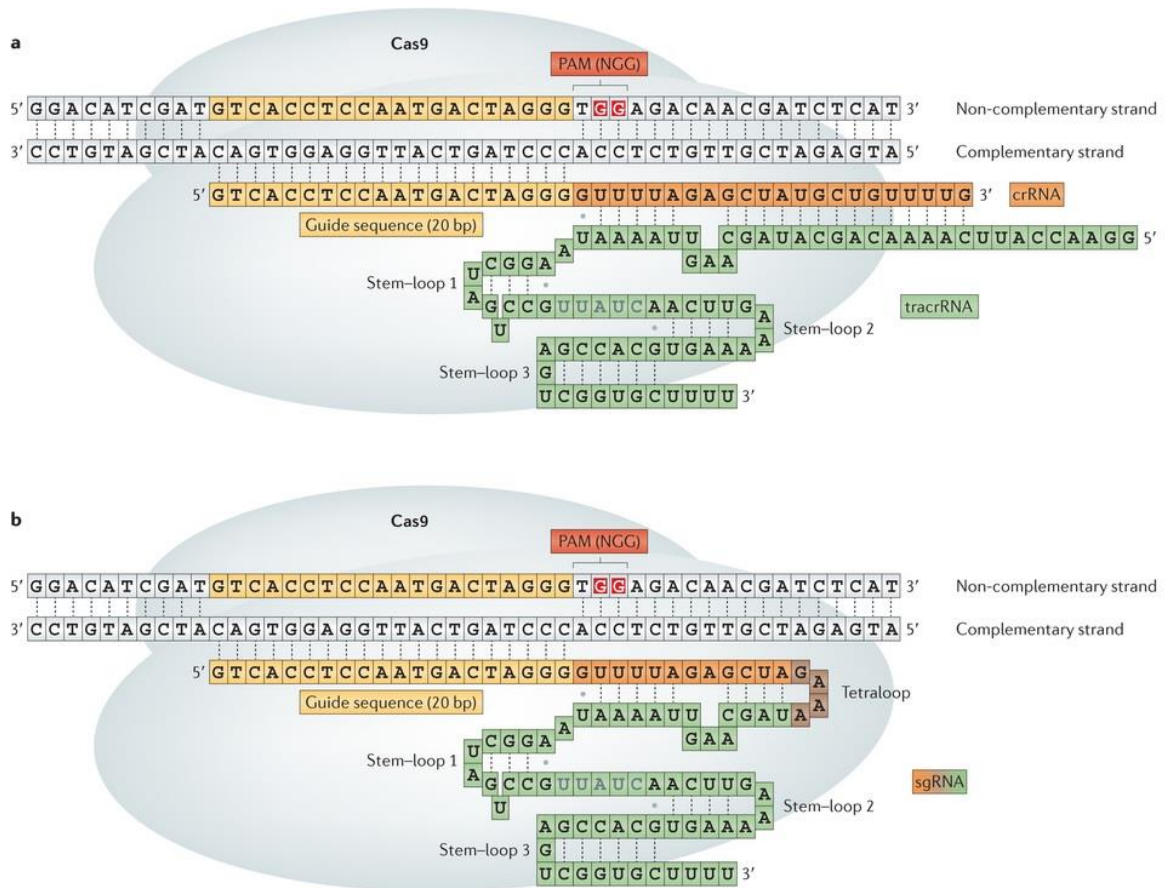 a
Cas9
PAM (NGG)
5′ GGACATCGATGTCACCTCCAATGACTAGGGTGGAGACAACGATCTCAT 3′ Non-complementary strand
3′ CCTGTAGCTACAGTGGAGGTTACTGATCCCACCTCTGTTGCTAGAGTA 5′ Complementary strand
5′ GTCACCTCCAATGACTAGGGGUUUUAGAGCUAUGCUGUUUUG 3′ crRNA
Guide sequence (20 bp)
UAAAAUU CGAUACGACAAAACUUACCAAGG 5′
A
GAA
CGGA
U
Stem–loop 1
A
GCCGUUAUCAACUUG
tracrRNA
A
U
Stem–loop 2
A
AGCCACGUGAAA
Stem–loop 3
G
UCGGUGCUUUU 3′
b
Cas9
PAM (NGG)
5′ GGACATCGATGTCACCTCCAATGACTAGGGTGGAGACAACGATCTCAT 3′ Non-complementary strand
3′ CCTGTAGCTACAGTGGAGGTTACTGATCCCACCTCTGTTGCTAGAGTA 5′ Complementary strand
5′ GTCACCTCCAATGACTAGGGGUUUUAGAGCUAG
A
Tetraloop
A
Guide sequence (20 bp)
UAAAAUU CGAUA
A
GAA
CGGA
U
Stem–loop 1
A
GCCGUUAUCAACUUG
sgRNA
A
U
Stem–loop 2
A
AGCCACGUGAAA
Stem–loop 3
G
UCGGUGCUUUU 3′